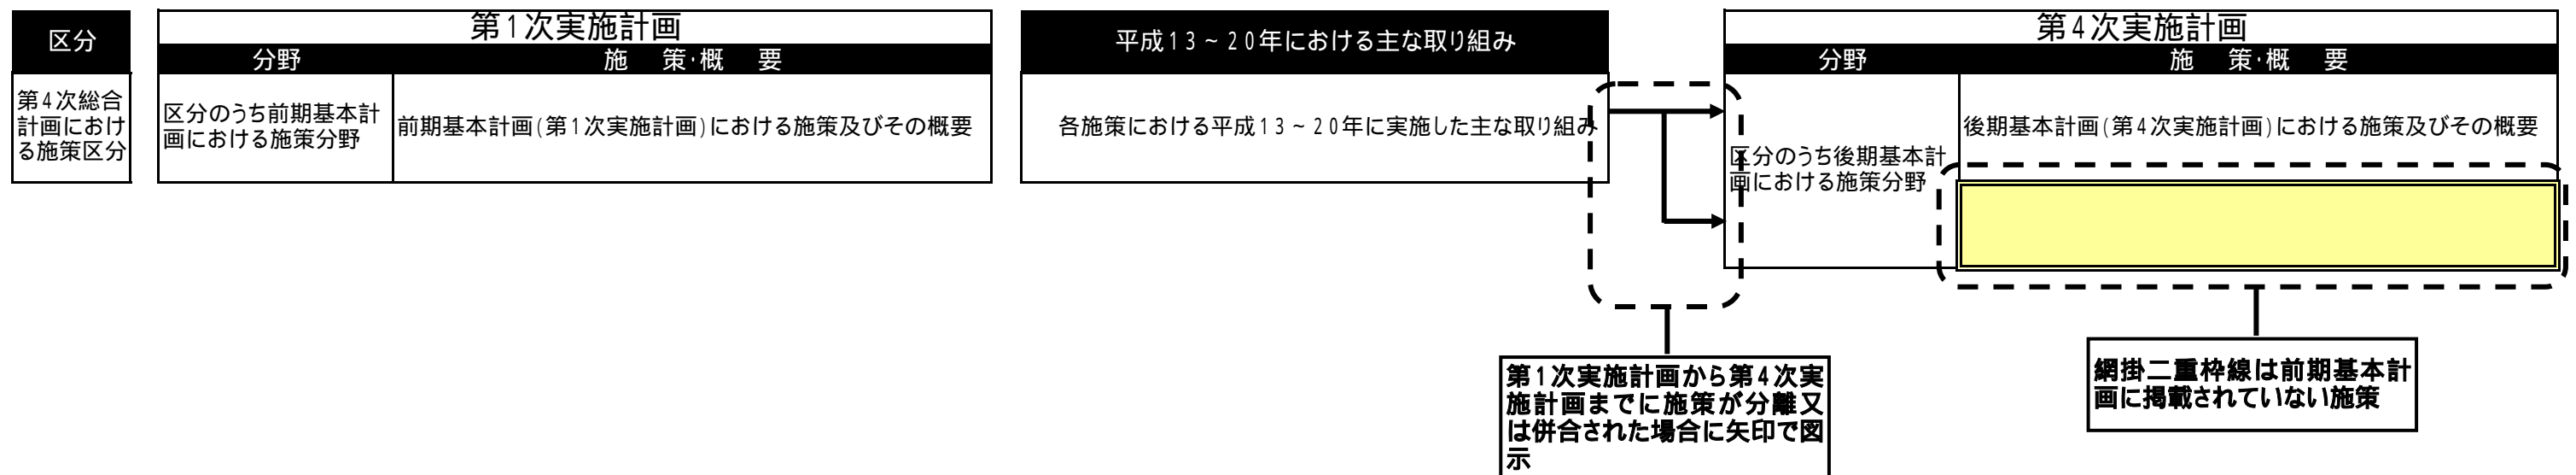 区分
第4次総合
計画におけ
る施策区分
第1次実施計画
分野
施　策・概　要
区分のうち前期基本計
画における施策分野
前期基本計画(第1次実施計画)における施策及びその概要
平成13～20年における主な取り組み
各施策における平成13～20年に実施した主な取り組み
第4次実施計画
分野
施　策・概　要
区分のうち後期基本計
画における施策分野
後期基本計画(第4次実施計画)における施策及びその概要
第1次実施計画から第4次実
施計画までに施策が分離又
は併合された場合に矢印で図
示
網掛二重枠線は前期基本計
画に掲載されていない施策